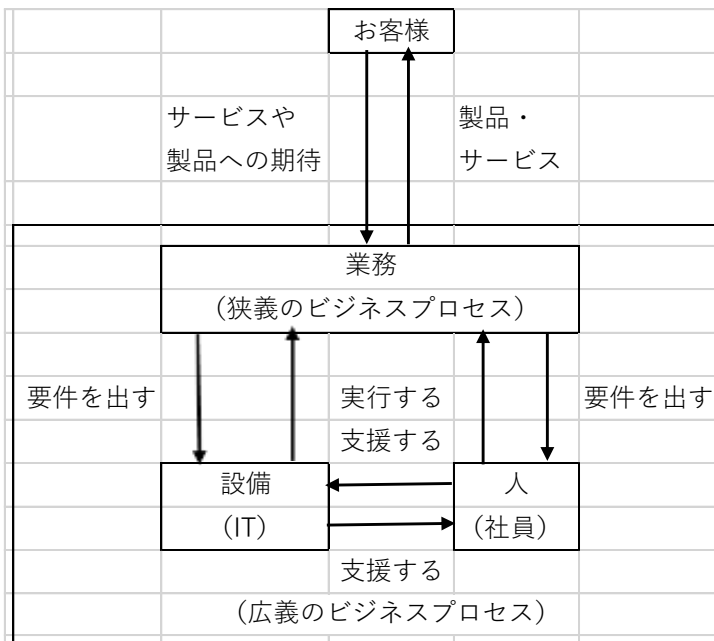 お客様
サービスや
製品への期待
製品・
サービス
業務
（狭義のビジネスプロセス）
要件を出す
実行する
支援する
要件を出す
設備
（IT）
人
（社員）
支援する
（広義のビジネスプロセス）